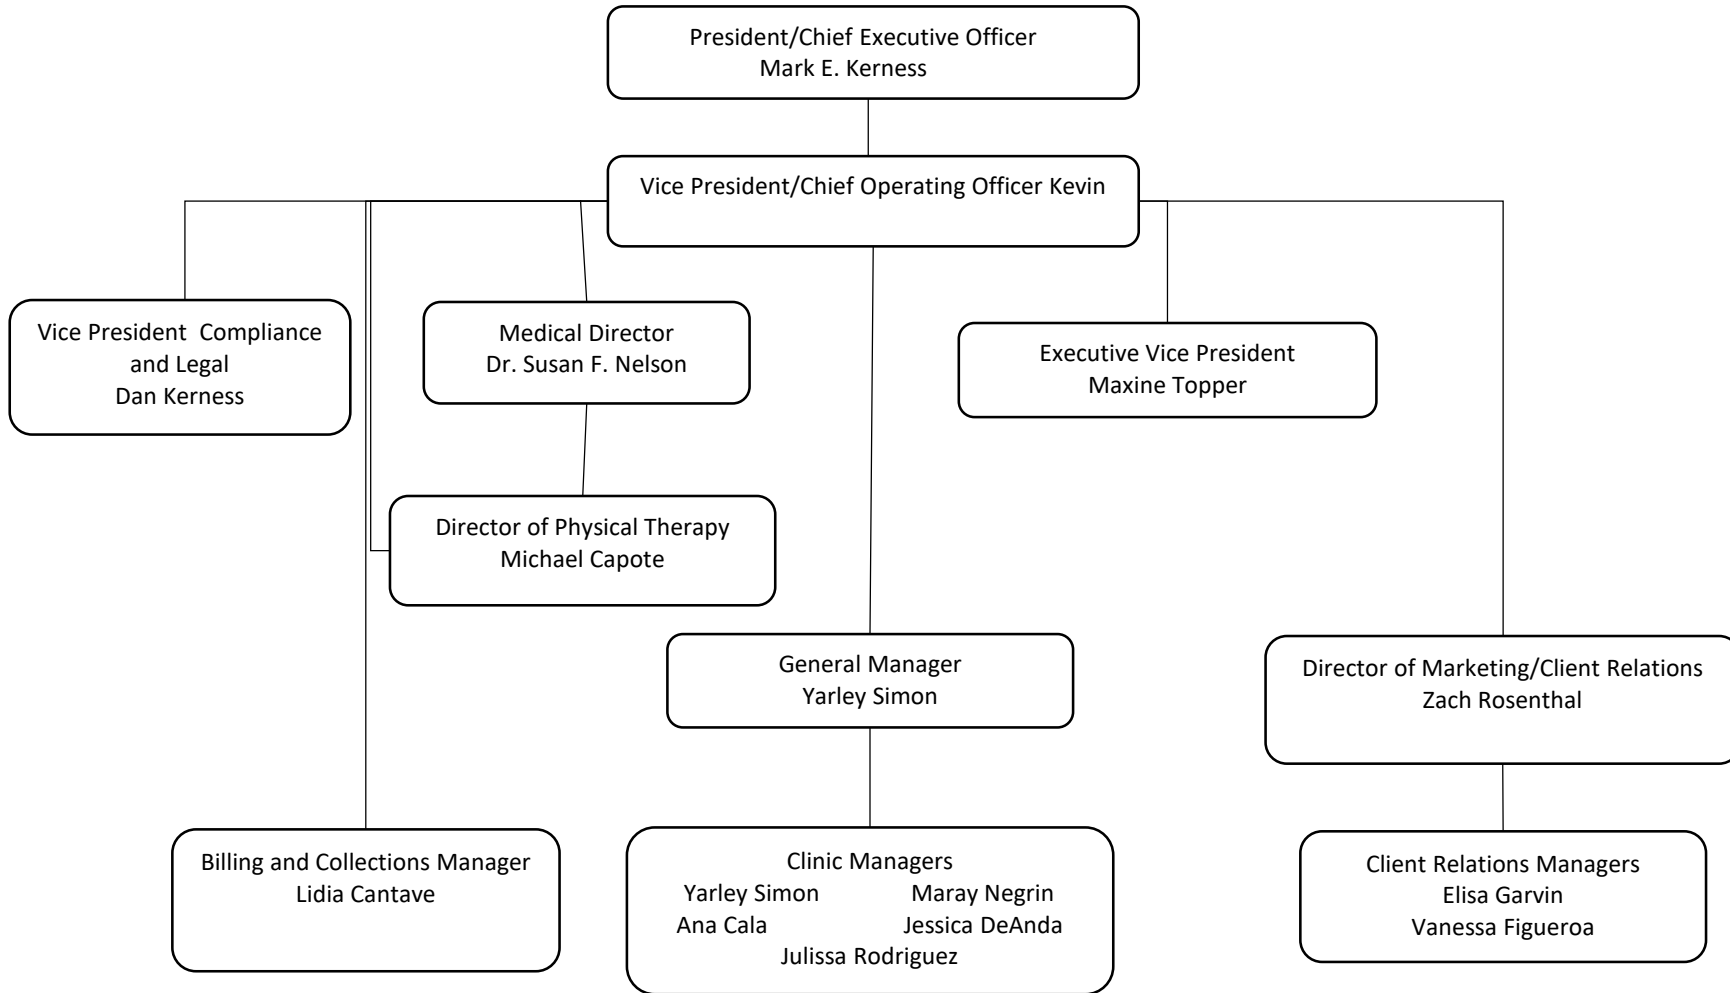 President/Chief Executive Officer
Mark E. Kerness
Vice President/Chief Operating Officer Kevin
Vice President  Compliance
and Legal
Dan Kerness
Medical Director
Dr. Susan F. Nelson
Executive Vice President
Maxine Topper
Director of Physical Therapy
Michael Capote
General Manager
Yarley Simon
Director of Marketing/Client Relations
Zach Rosenthal
Billing and Collections Manager
Lidia Cantave
Clinic Managers
Yarley Simon Maray Negrin
Ana Cala Jessica DeAnda
Julissa Rodriguez
Client Relations Managers
Elisa Garvin
Vanessa Figueroa